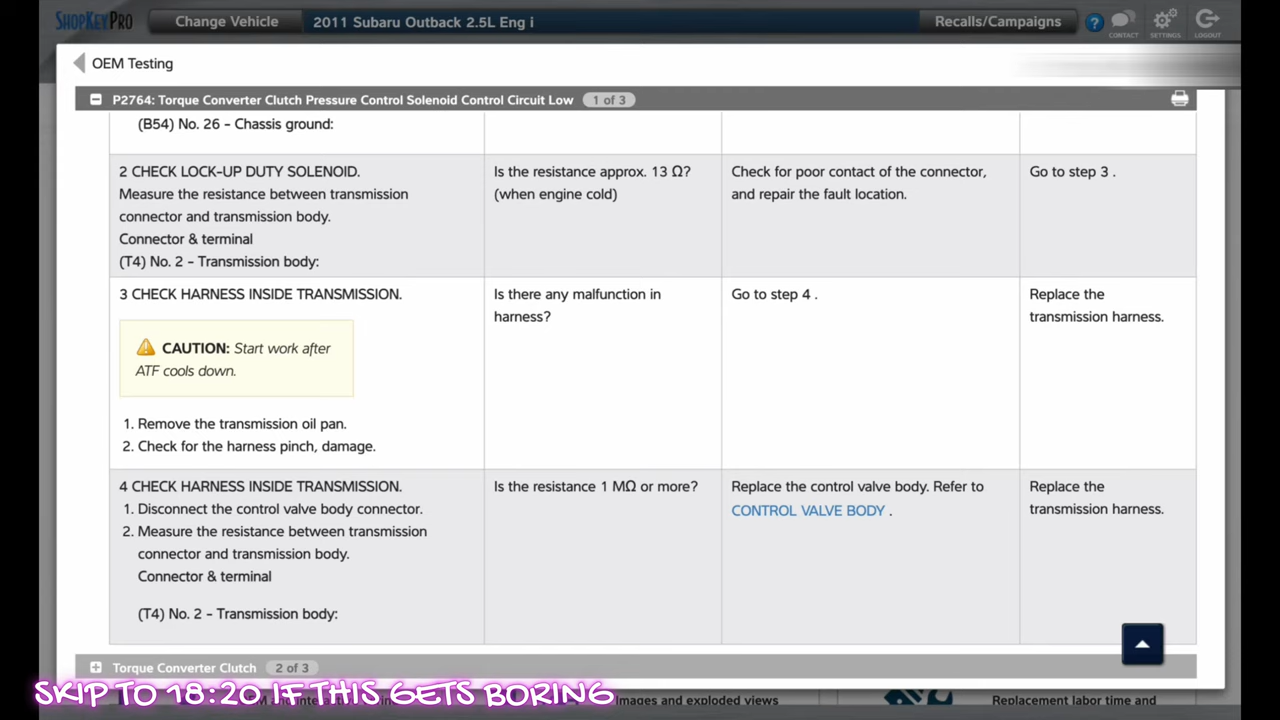 SHOPKEYPRO Change Vehicle 2011 Subaru Outback 2.5L Eng i Recalls/Campaigns ? CONTACT SETTINGS LOGOUT
OEM Testing
P2764: Torque Converter Clutch Pressure Control Solenoid Control Circuit Low 1 of 3
(B54) No. 26 – Chassis ground:
2 CHECK LOCK-UP DUTY SOLENOID.
Measure the resistance between transmission
connector and transmission body.
Connector & terminal
(T4) No. 2 – Transmission body:
Is the resistance approx. 13 Ω?
(when engine cold)
Check for poor contact of the connector,
and repair the fault location.
Go to step 3 .
3 CHECK HARNESS INSIDE TRANSMISSION.
CAUTION: Start work after
ATF cools down.
1. Remove the transmission oil pan.
2. Check for the harness pinch, damage.
Is there any malfunction in
harness?
Go to step 4 .
Replace the
transmission harness.
4 CHECK HARNESS INSIDE TRANSMISSION.
1. Disconnect the control valve body connector.
2. Measure the resistance between transmission
connector and transmission body.
Connector & terminal
(T4) No. 2 – Transmission body:
Is the resistance 1 MΩ or more?
Replace the control valve body. Refer to
CONTROL VALVE BODY .
Replace the
transmission harness.
Torque Converter Clutch 2 of 3
SKIP TO 18:20 IF THIS GETS BORING
images and exploded views
Replacement labor time and